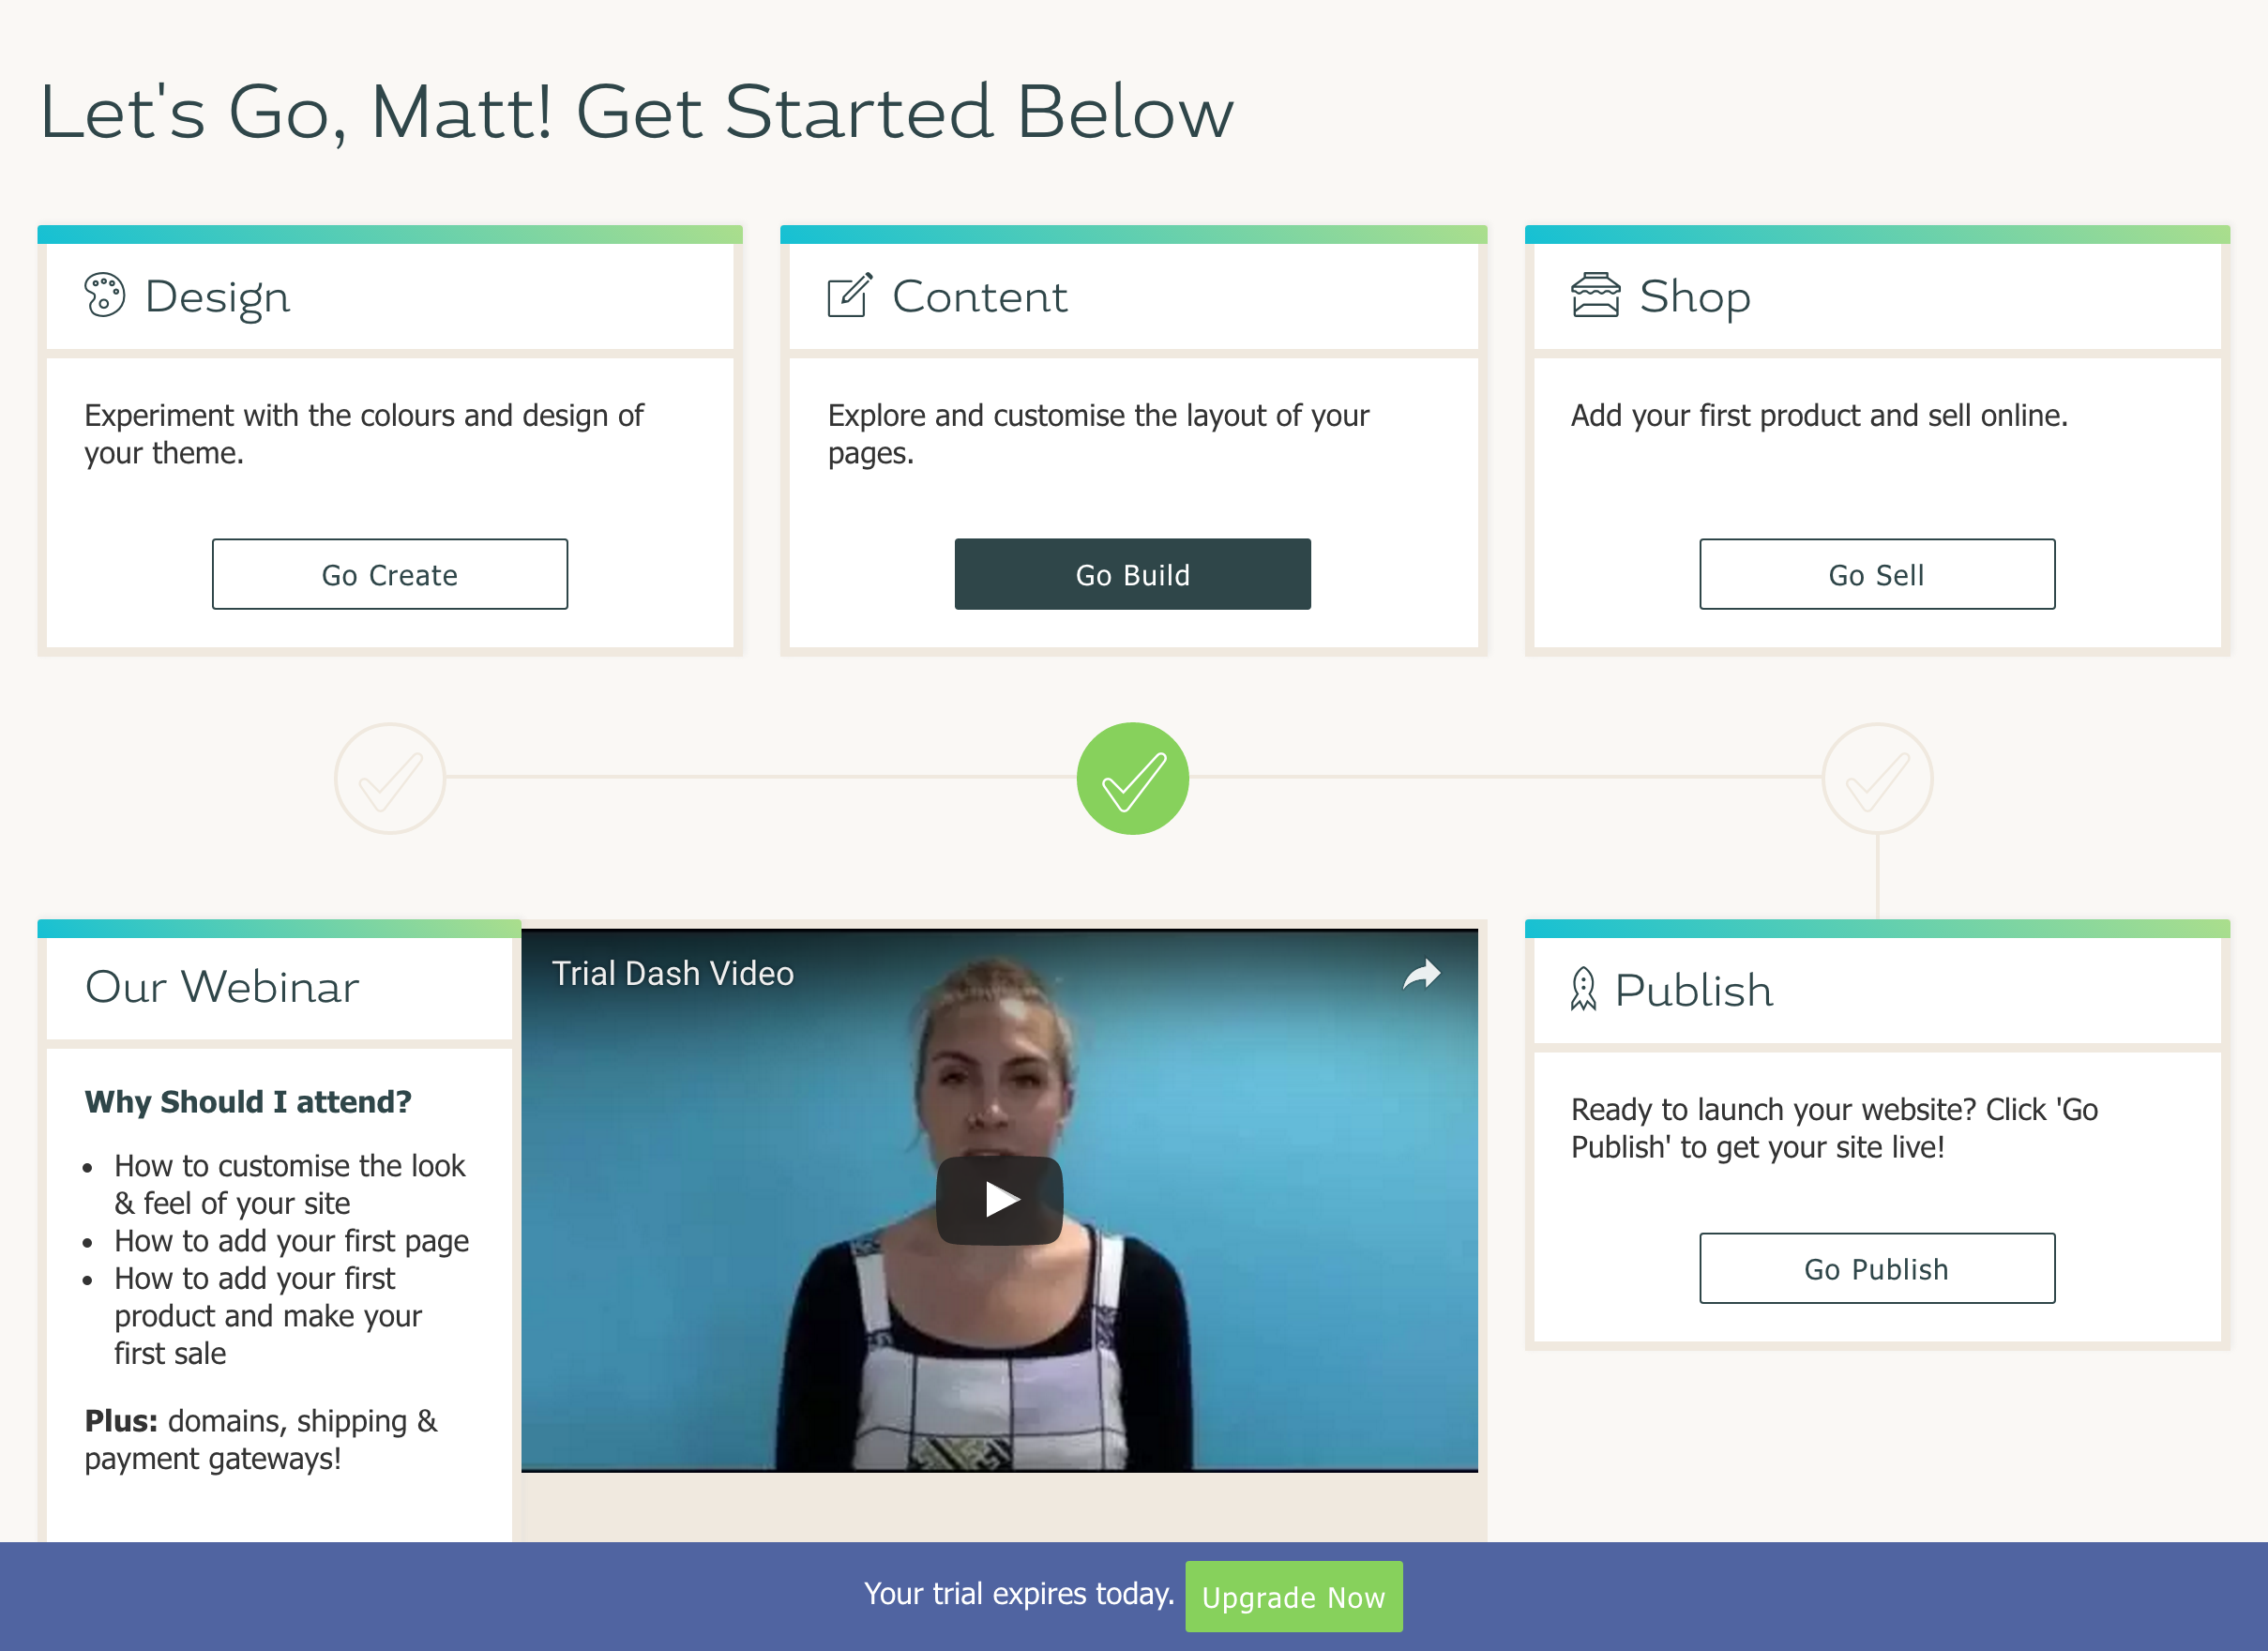 Let's Go, Matt! Get Started Below
Design
Experiment with the colours and design of
your theme.
Go Create
Content
Explore and customise the layout of your
pages.
Go Build
Shop
Add your first product and sell online.
Go Sell
Our Webinar
Why Should I attend?
• How to customise the look
& feel of your site
• How to add your first page
• How to add your first
product and make your
first sale
Plus: domains, shipping &
payment gateways!
Trial Dash Video
Publish
Ready to launch your website? Click 'Go
Publish' to get your site live!
Go Publish
Your trial expires today.
Upgrade Now